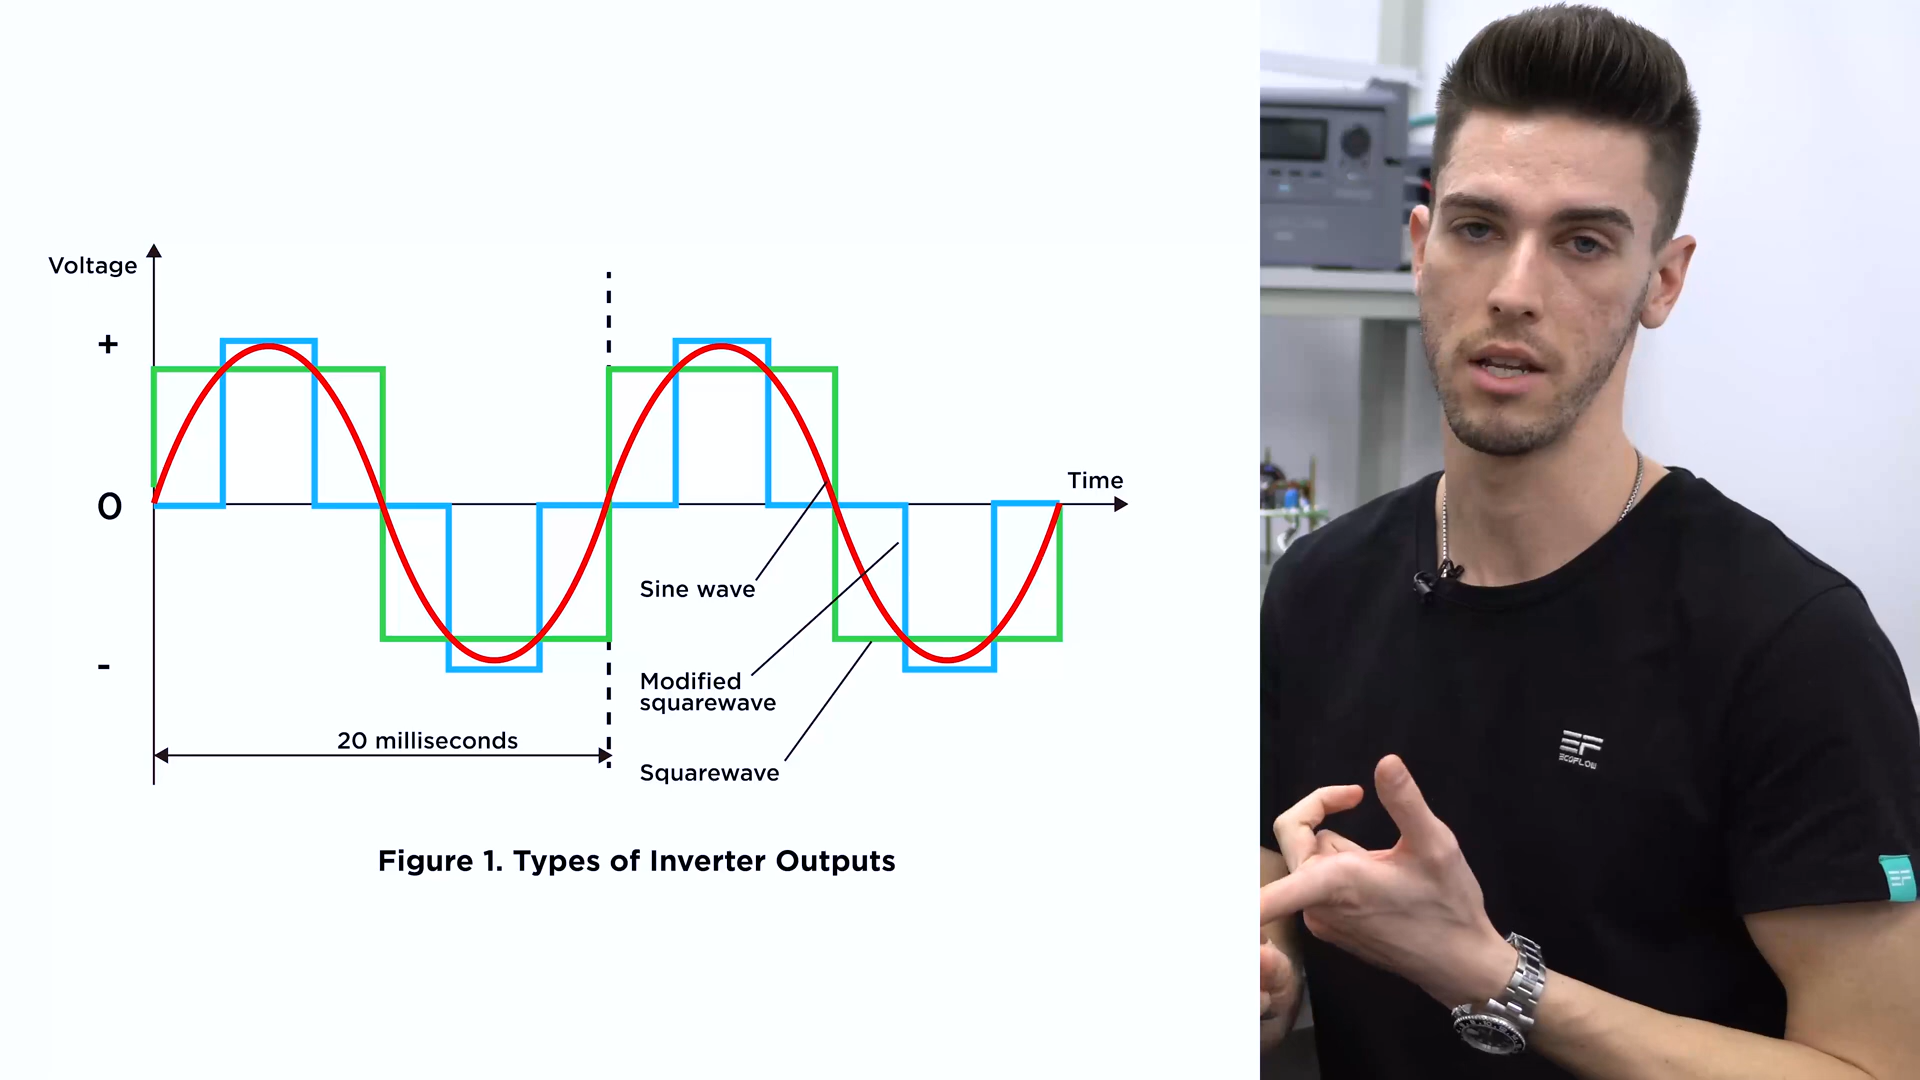 Voltage
+
0
-
Time
Sine wave
Modified
squarewave
20 milliseconds
Squarewave
Figure 1. Types of Inverter Outputs
EF
ECOFLOW